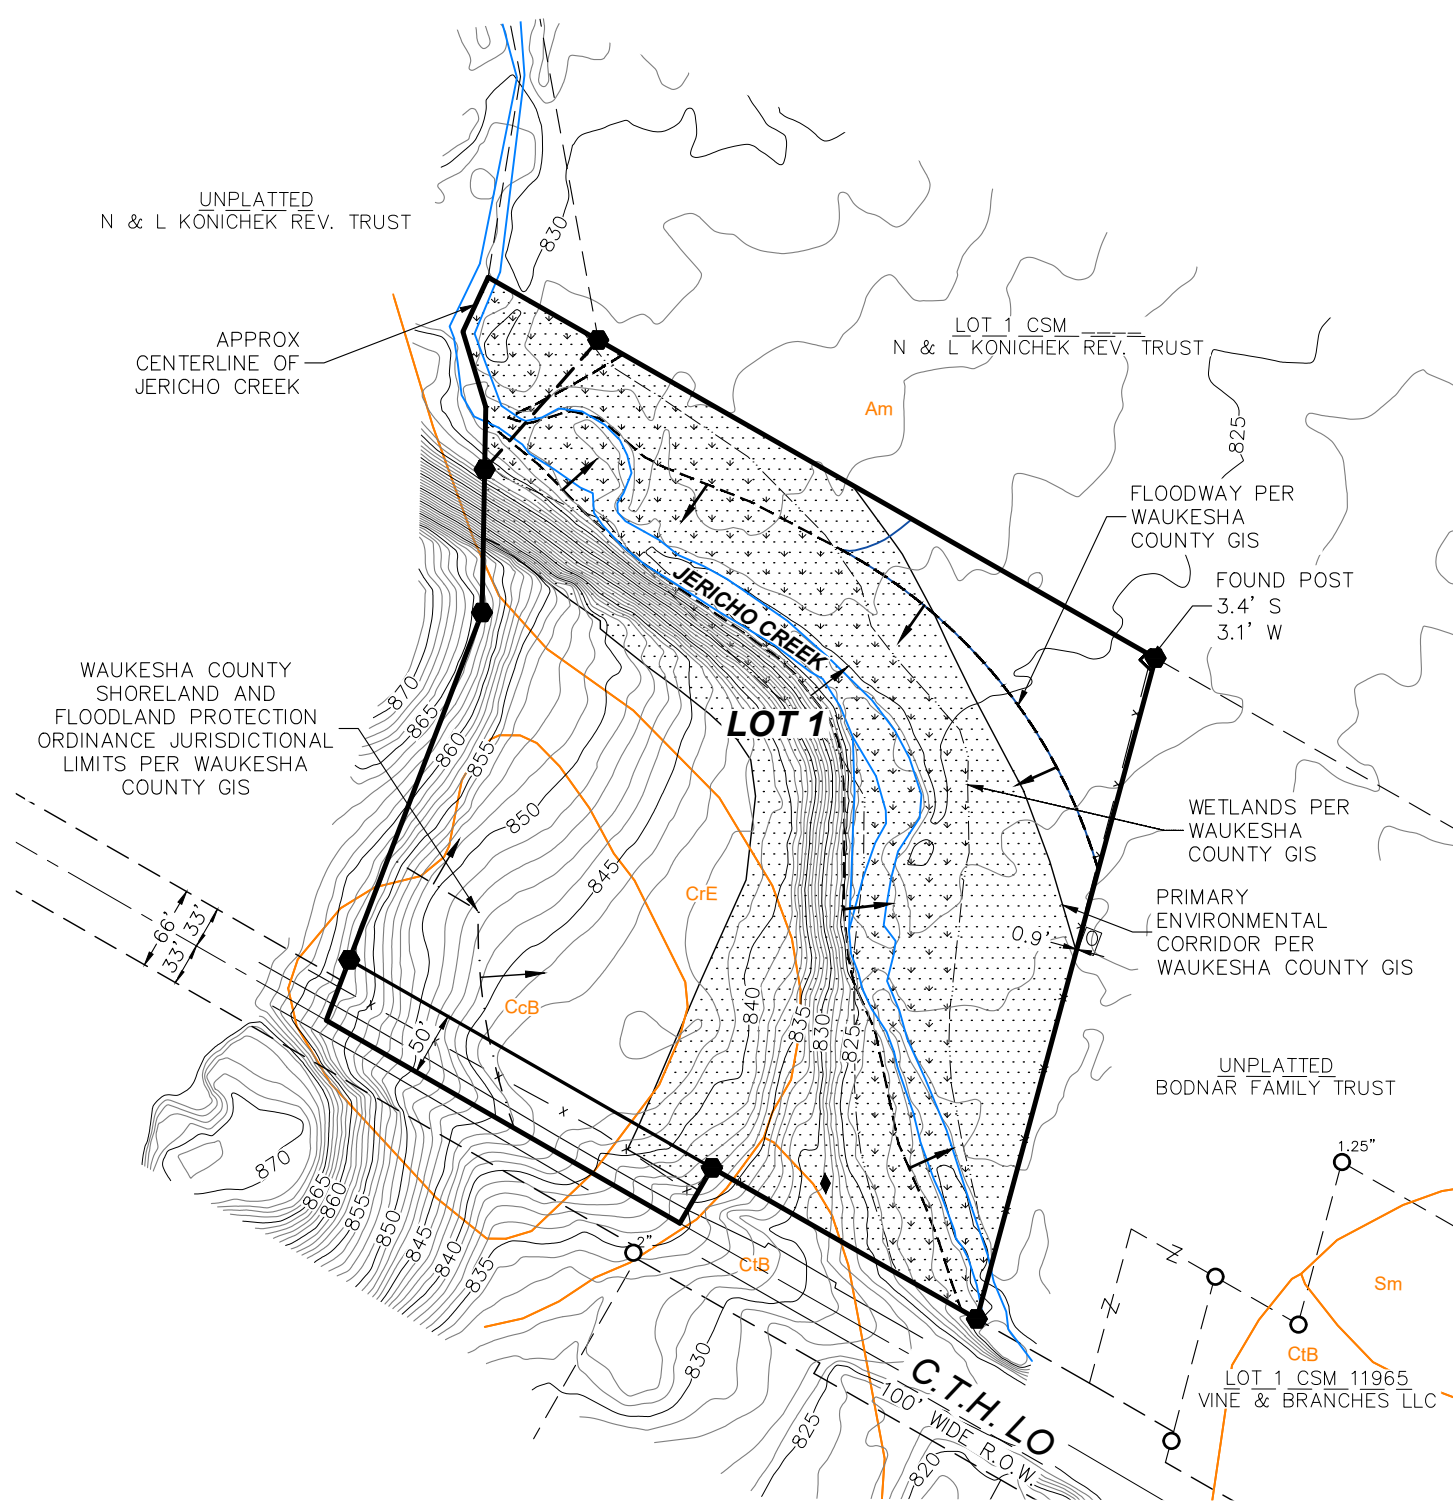 UNPLATTED
N & L KONICHEK REV. TRUST
830
APPROX
CENTERLINE OF
JERICHO CREEK
LOT 1 CSM ____
N & L KONICHEK REV. TRUST
Am
825
FLOODWAY PER
WAUKESHA
COUNTY GIS
FOUND POST
3.4' S
3.1' W
JERICHO CREEK
LOT 1
WAUKESHA COUNTY
SHORELAND AND
FLOODLAND PROTECTION
ORDINANCE JURISDICTIONAL
LIMITS PER WAUKESHA
COUNTY GIS
870
865
860
855
850
845
WETLANDS PER
WAUKESHA
COUNTY GIS
CrE
PRIMARY
ENVIRONMENTAL
CORRIDOR PER
WAUKESHA COUNTY GIS
0.9'
66'
33'
33'
CcB
50'
840
835
830
825
UNPLATTED
BODNAR FAMILY TRUST
1.25"
870
865
860
855
850
845
840
835
2"
CtB
830
825
820
Sm
CtB
LOT 1 CSM 11965
VINE & BRANCHES LLC
C.T.H. LO
100' WIDE R.O.W.